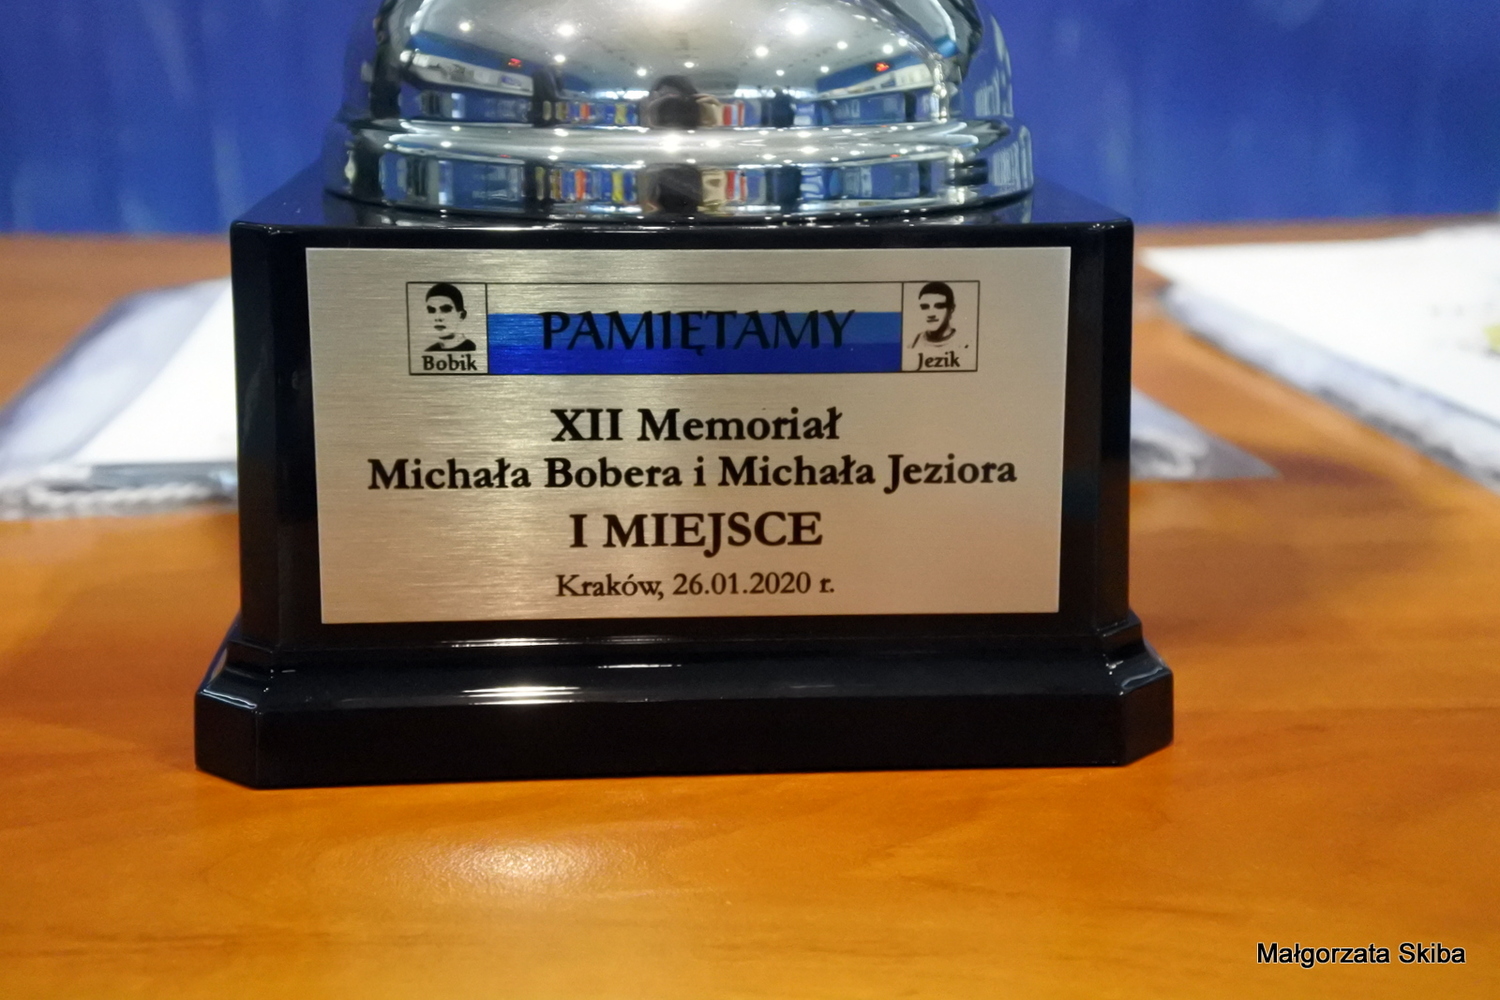 PAMIĘTAMY
Bobik
Jezik
XII Memoriał
Michała Bobera i Michała Jeziora
I MIEJSCE
Kraków, 26.01.2020 r.
Małgorzata Skiba